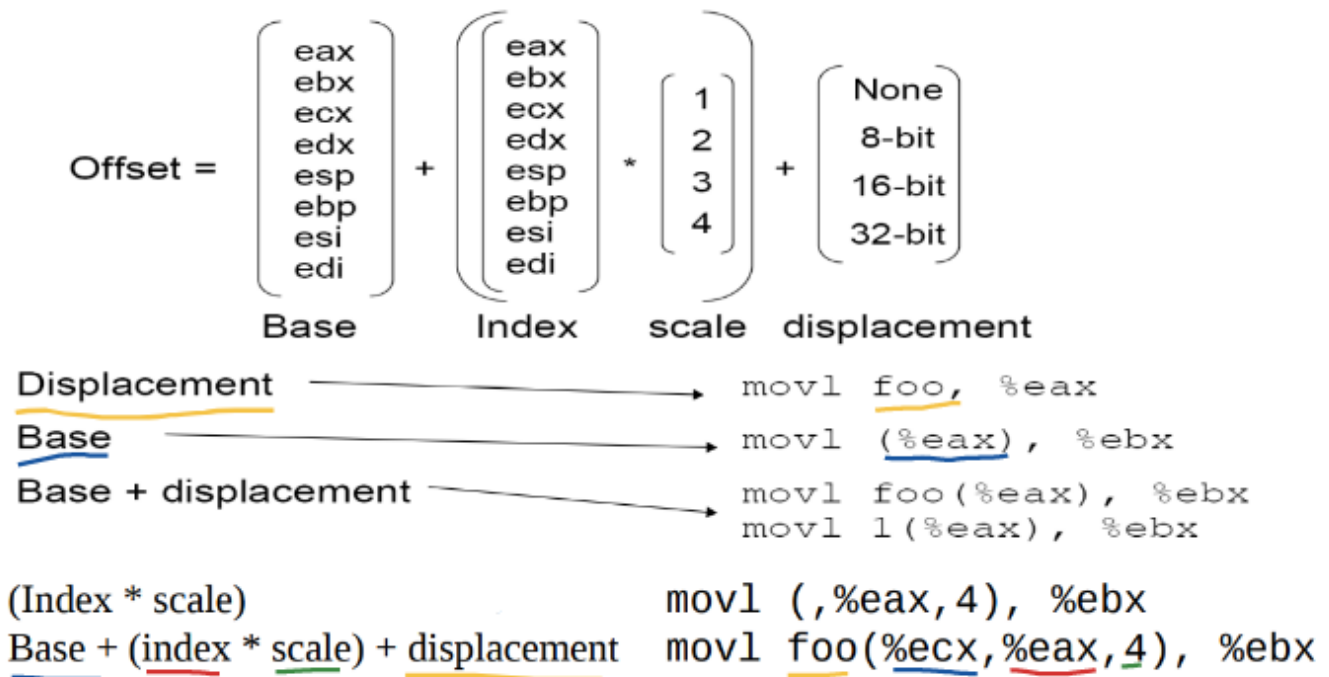 Offset =
eax
ebx
ecx
edx
esp
ebp
esi
edi
+
eax
ebx
ecx
edx
esp
ebp
esi
edi
*
1
2
3
4
+
None
8-bit
16-bit
32-bit
Base Index scale displacement
Displacement movl foo, %eax
Base movl (%eax), %ebx
Base + displacement movl foo(%eax), %ebx
movl 1(%eax), %ebx
(Index * scale) movl (,%eax,4), %ebx
Base + (index * scale) + displacement movl foo(%ecx,%eax,4), %ebx